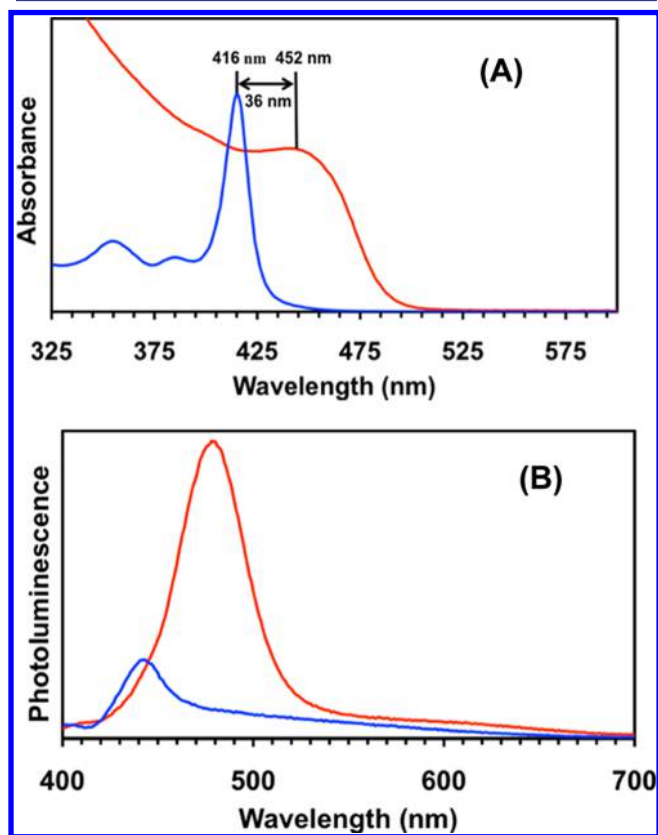 416 nm 452 nm
(A)
36 nm
Absorbance
325 375 425 475 525 575
Wavelength (nm)
(B)
Photoluminescence
400 500 600 700
Wavelength (nm)